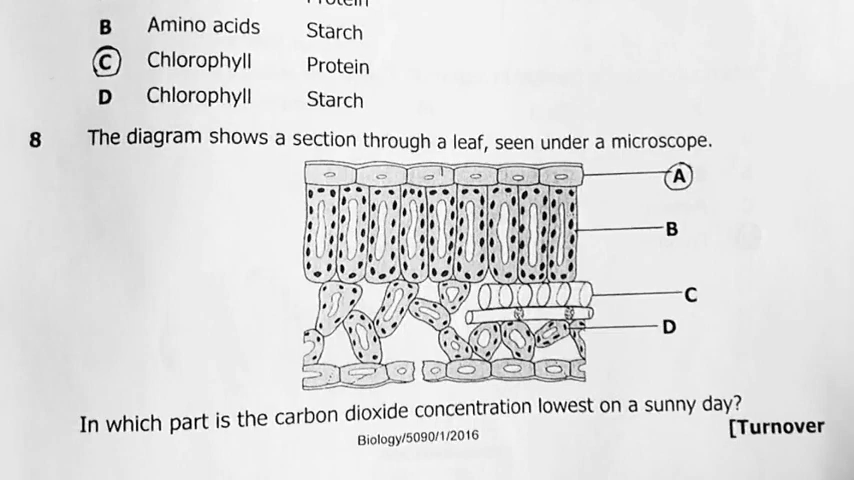 Protein
B Amino acids Starch
C Chlorophyll Protein
D Chlorophyll Starch
8 The diagram shows a section through a leaf, seen under a microscope.
A
B
C
D
In which part is the carbon dioxide concentration lowest on a sunny day?
[Turnover
Biology/5090/1/2016